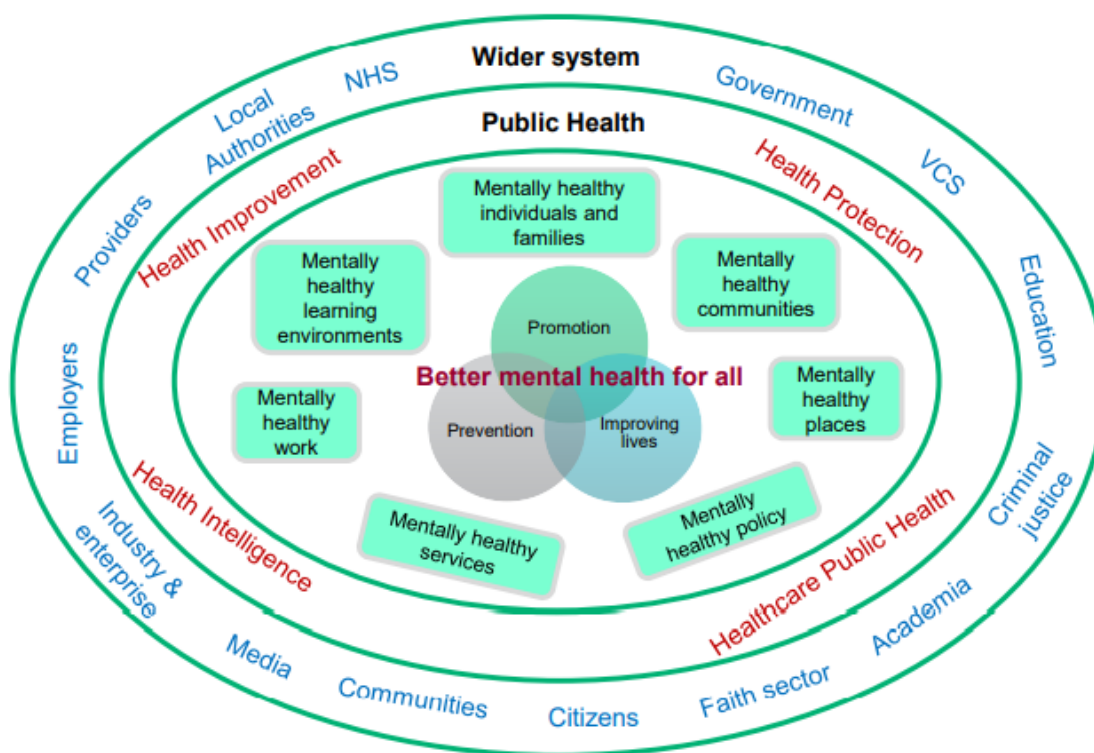 Wider system
NHS
Government
Local
Authorities
VCS
Public Health
Providers
Health Improvement
Health Protection
Education
Employers
Criminal
justice
Industry &
enterprise
Health Intelligence
Healthcare Public Health
Academia
Media
Communities
Citizens
Faith sector
Mentally healthy
individuals and
families
Mentally
healthy
learning
environments
Mentally
healthy
communities
Mentally
healthy
work
Mentally
healthy
places
Mentally healthy
services
Mentally
healthy policy
Promotion
Better mental health for all
Prevention
Improving
lives